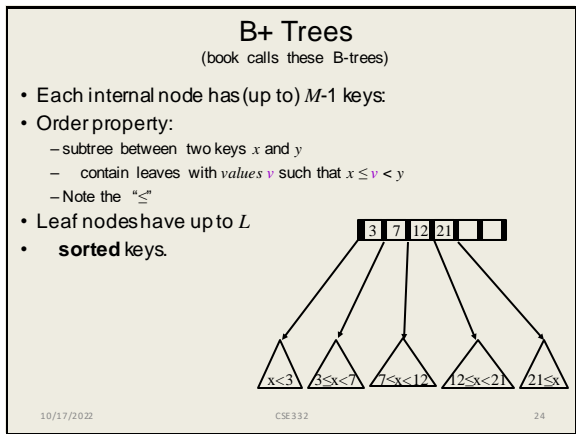 B+ Trees
(book calls these B-trees)
• Each internal node has (up to) M-1 keys:
• Order property:
– subtree between two keys x and y
– contain leaves with values v such that x ≤ v < y
– Note the “≤”
• Leaf nodes have up to L
• sorted keys.
3 7 12 21
x<3 3≤x<7 7≤x<12 12≤x<21 21≤x
10/17/2022 CSE332 24